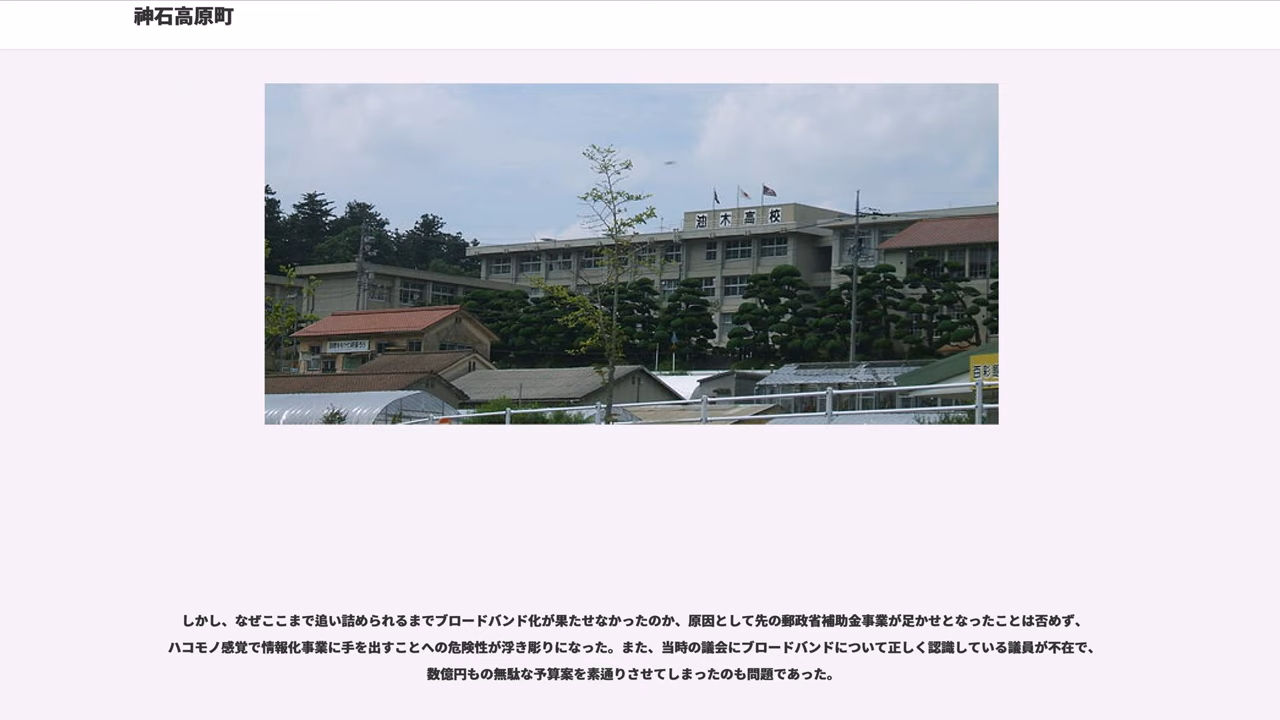 神石高原町
油木高校
百彩館
しかし、なぜここまで追い詰められるまでブロードバンド化が果たせなかったのか、原因として先の郵政省補助金事業が足かせとなったことは否めず、
ハコモノ感覚で情報化事業に手を出すことへの危険性が浮き彫りになった。また、当時の議会にブロードバンドについて正しく認識している議員が不在で、
数億円もの無駄な予算案を素通りさせてしまったのも問題であった。